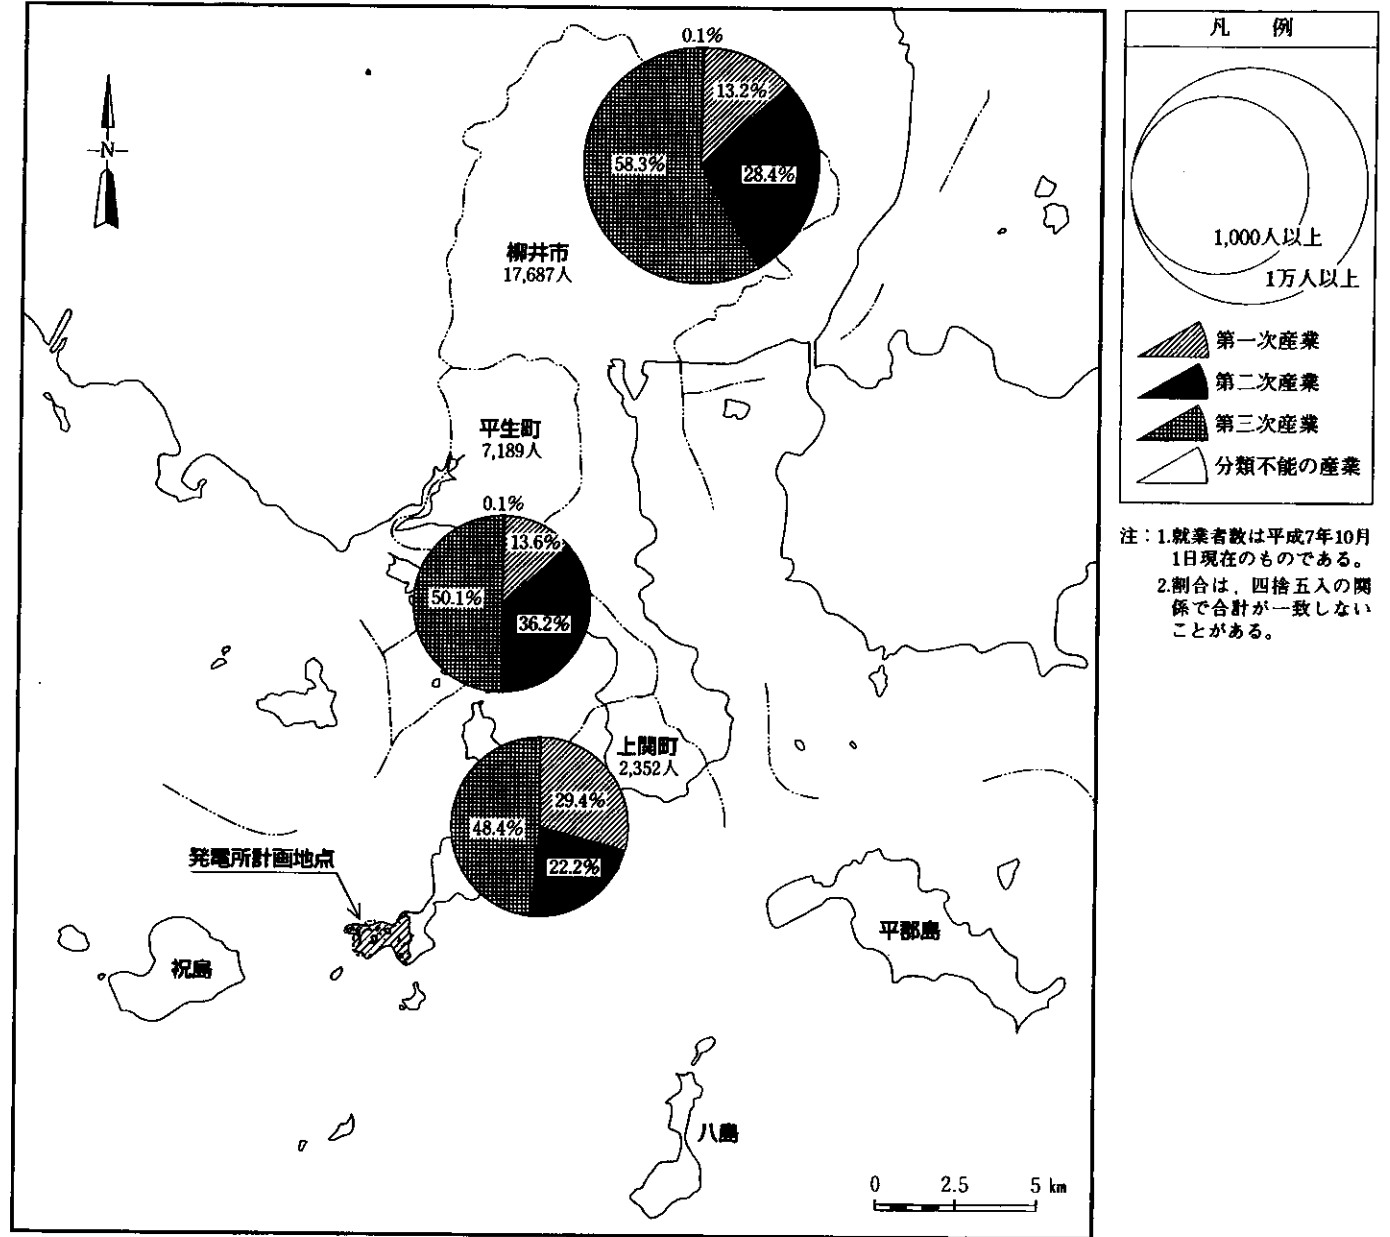 0.1%
13.2%
58.3%
28.4%
N
柳井市
17,687人
平生町
7,189人
0.1%
13.6%
50.1%
36.2%
上関町
2,352人
29.4%
48.4%
22.2%
発電所計画地点
祝島
平郡島
八島
0 2.5 5 km
凡 例
1,000人以上
1万人以上
第一次産業
第二次産業
第三次産業
分類不能の産業
注:1.就業者数は平成7年10月
1日現在のものである。
2.割合は,四捨五入の関
係で合計が一致しない
ことがある。